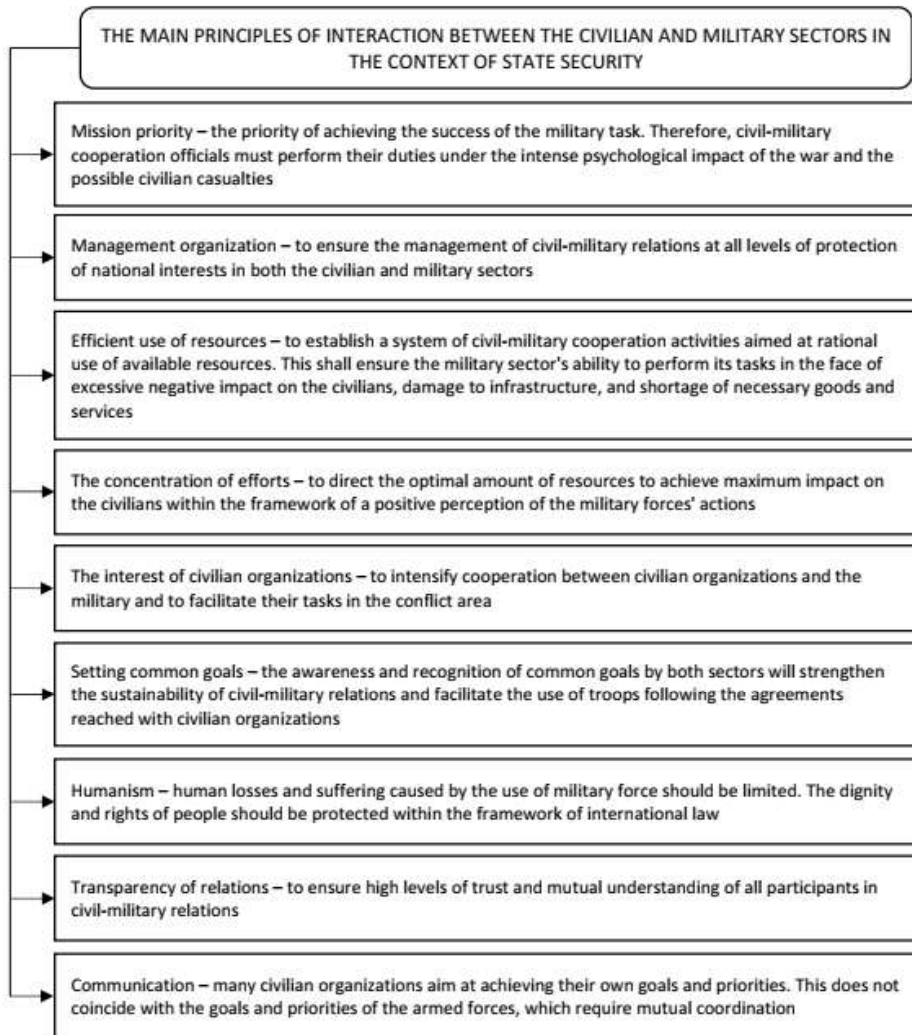 THE MAIN PRINCIPLES OF INTERACTION BETWEEN THE CIVILIAN AND MILITARY SECTORS IN
THE CONTEXT OF STATE SECURITY
Mission priority – the priority of achieving the success of the military task. Therefore, civil-military
cooperation officials must perform their duties under the intense psychological impact of the war and the
possible civilian casualties
Management organization – to ensure the management of civil-military relations at all levels of protection
of national interests in both the civilian and military sectors
Efficient use of resources – to establish a system of civil-military cooperation activities aimed at rational
use of available resources. This shall ensure the military sector's ability to perform its tasks in the face of
excessive negative impact on the civilians, damage to infrastructure, and shortage of necessary goods and
services
The concentration of efforts – to direct the optimal amount of resources to achieve maximum impact on
the civilians within the framework of a positive perception of the military forces' actions
The interest of civilian organizations – to intensify cooperation between civilian organizations and the
military and to facilitate their tasks in the conflict area
Setting common goals – the awareness and recognition of common goals by both sectors will strengthen
the sustainability of civil-military relations and facilitate the use of troops following the agreements
reached with civilian organizations
Humanism – human losses and suffering caused by the use of military force should be limited. The dignity
and rights of people should be protected within the framework of international law
Transparency of relations – to ensure high levels of trust and mutual understanding of all participants in
civil-military relations
Communication – many civilian organizations aim at achieving their own goals and priorities. This does not
coincide with the goals and priorities of the armed forces, which require mutual coordination